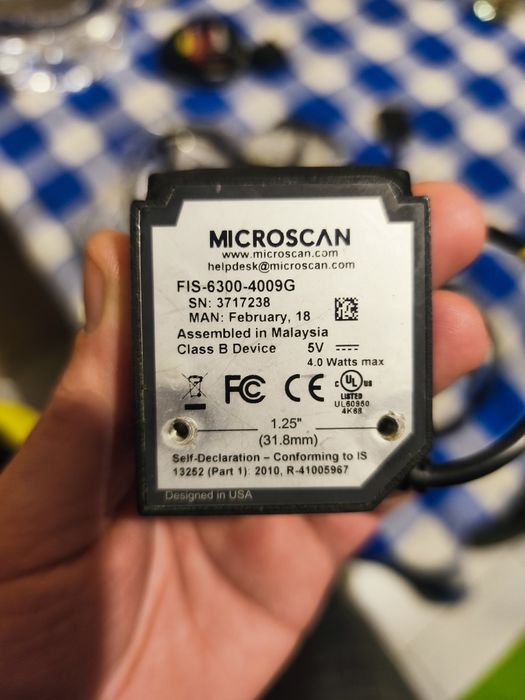 MICROSCAN
www.microscan.com
helpdesk@microscan.com
FIS-6300-4009G
SN: 3717238
MAN: February, 18
Assembled in Malaysia
Class B Device 5V
4.0 Watts max
FC CE c UL us
LISTED
UL60950
4K68
1.25"
(31.8mm)
Self-Declaration – Conforming to IS
13252 (Part 1): 2010, R-41005967
Designed in USA